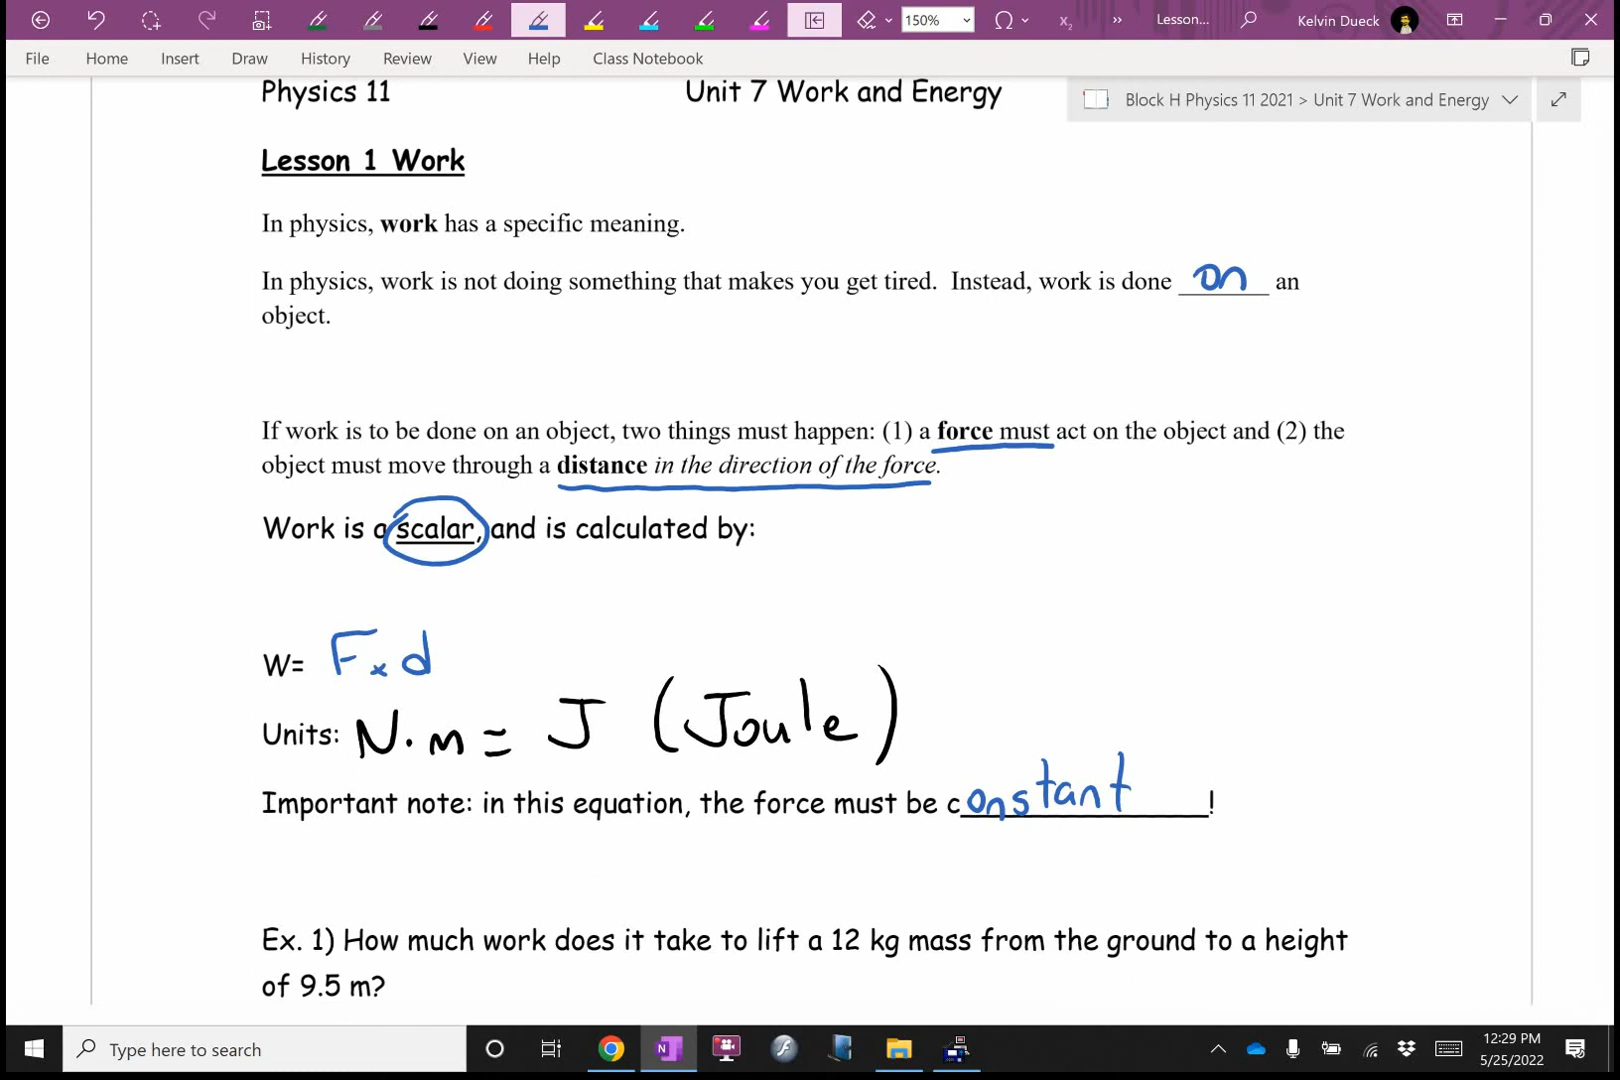 150%
Ω
x₂
»
Lesson...
Kelvin Dueck
File Home Insert Draw History Review View Help Class Notebook
Physics 11 Unit 7 Work and Energy
Block H Physics 11 2021 > Unit 7 Work and Energy
Lesson 1 Work
In physics, work has a specific meaning.
In physics, work is not doing something that makes you get tired. Instead, work is done on an
object.
If work is to be done on an object, two things must happen: (1) a force must act on the object and (2) the
object must move through a distance in the direction of the force.
Work is a scalar, and is calculated by:
W= F x d
Units: N·m = J (Joule)
Important note: in this equation, the force must be constant!
Ex. 1) How much work does it take to lift a 12 kg mass from the ground to a height
of 9.5 m?
Type here to search
N
12:29 PM
5/25/2022